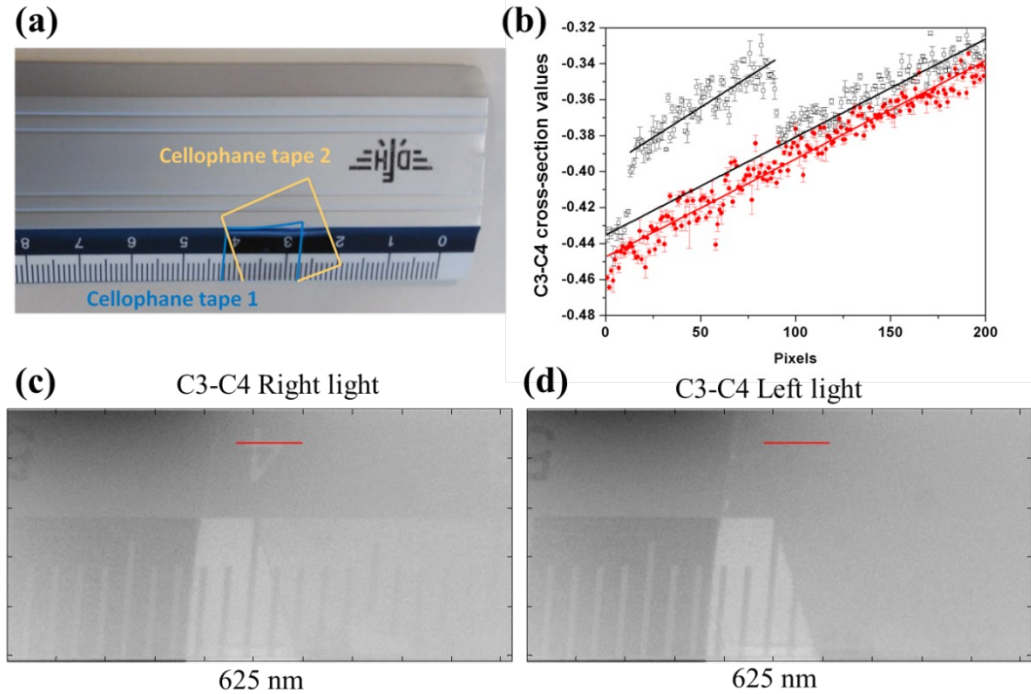 (a)
Cellophane tape 2
8 7 6 5 4 3 2 1 0
Cellophane tape 1
(b)
C3-C4 cross-section values
-0.32
-0.34
-0.36
-0.38
-0.40
-0.42
-0.44
-0.46
-0.48
0 50 100 150 200
Pixels
(c)
C3-C4 Right light
625 nm
(d)
C3-C4 Left light
625 nm